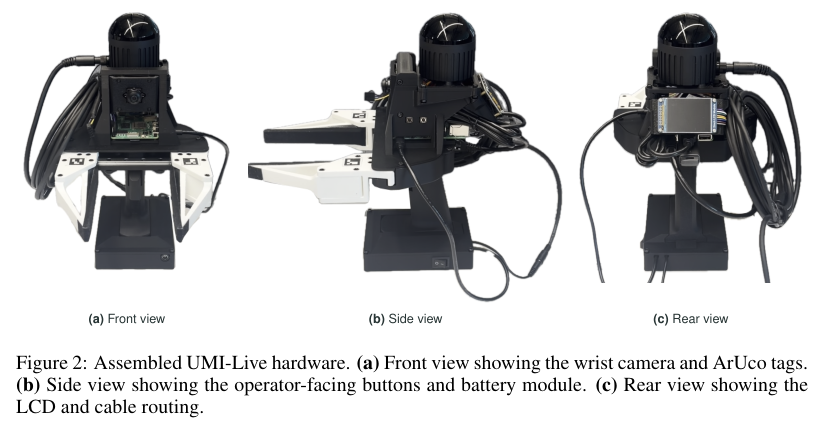 (a) Front view
(b) Side view
(c) Rear view
Figure 2: Assembled UMI-Live hardware. (a) Front view showing the wrist camera and ArUco tags.
(b) Side view showing the operator-facing buttons and battery module. (c) Rear view showing the
LCD and cable routing.